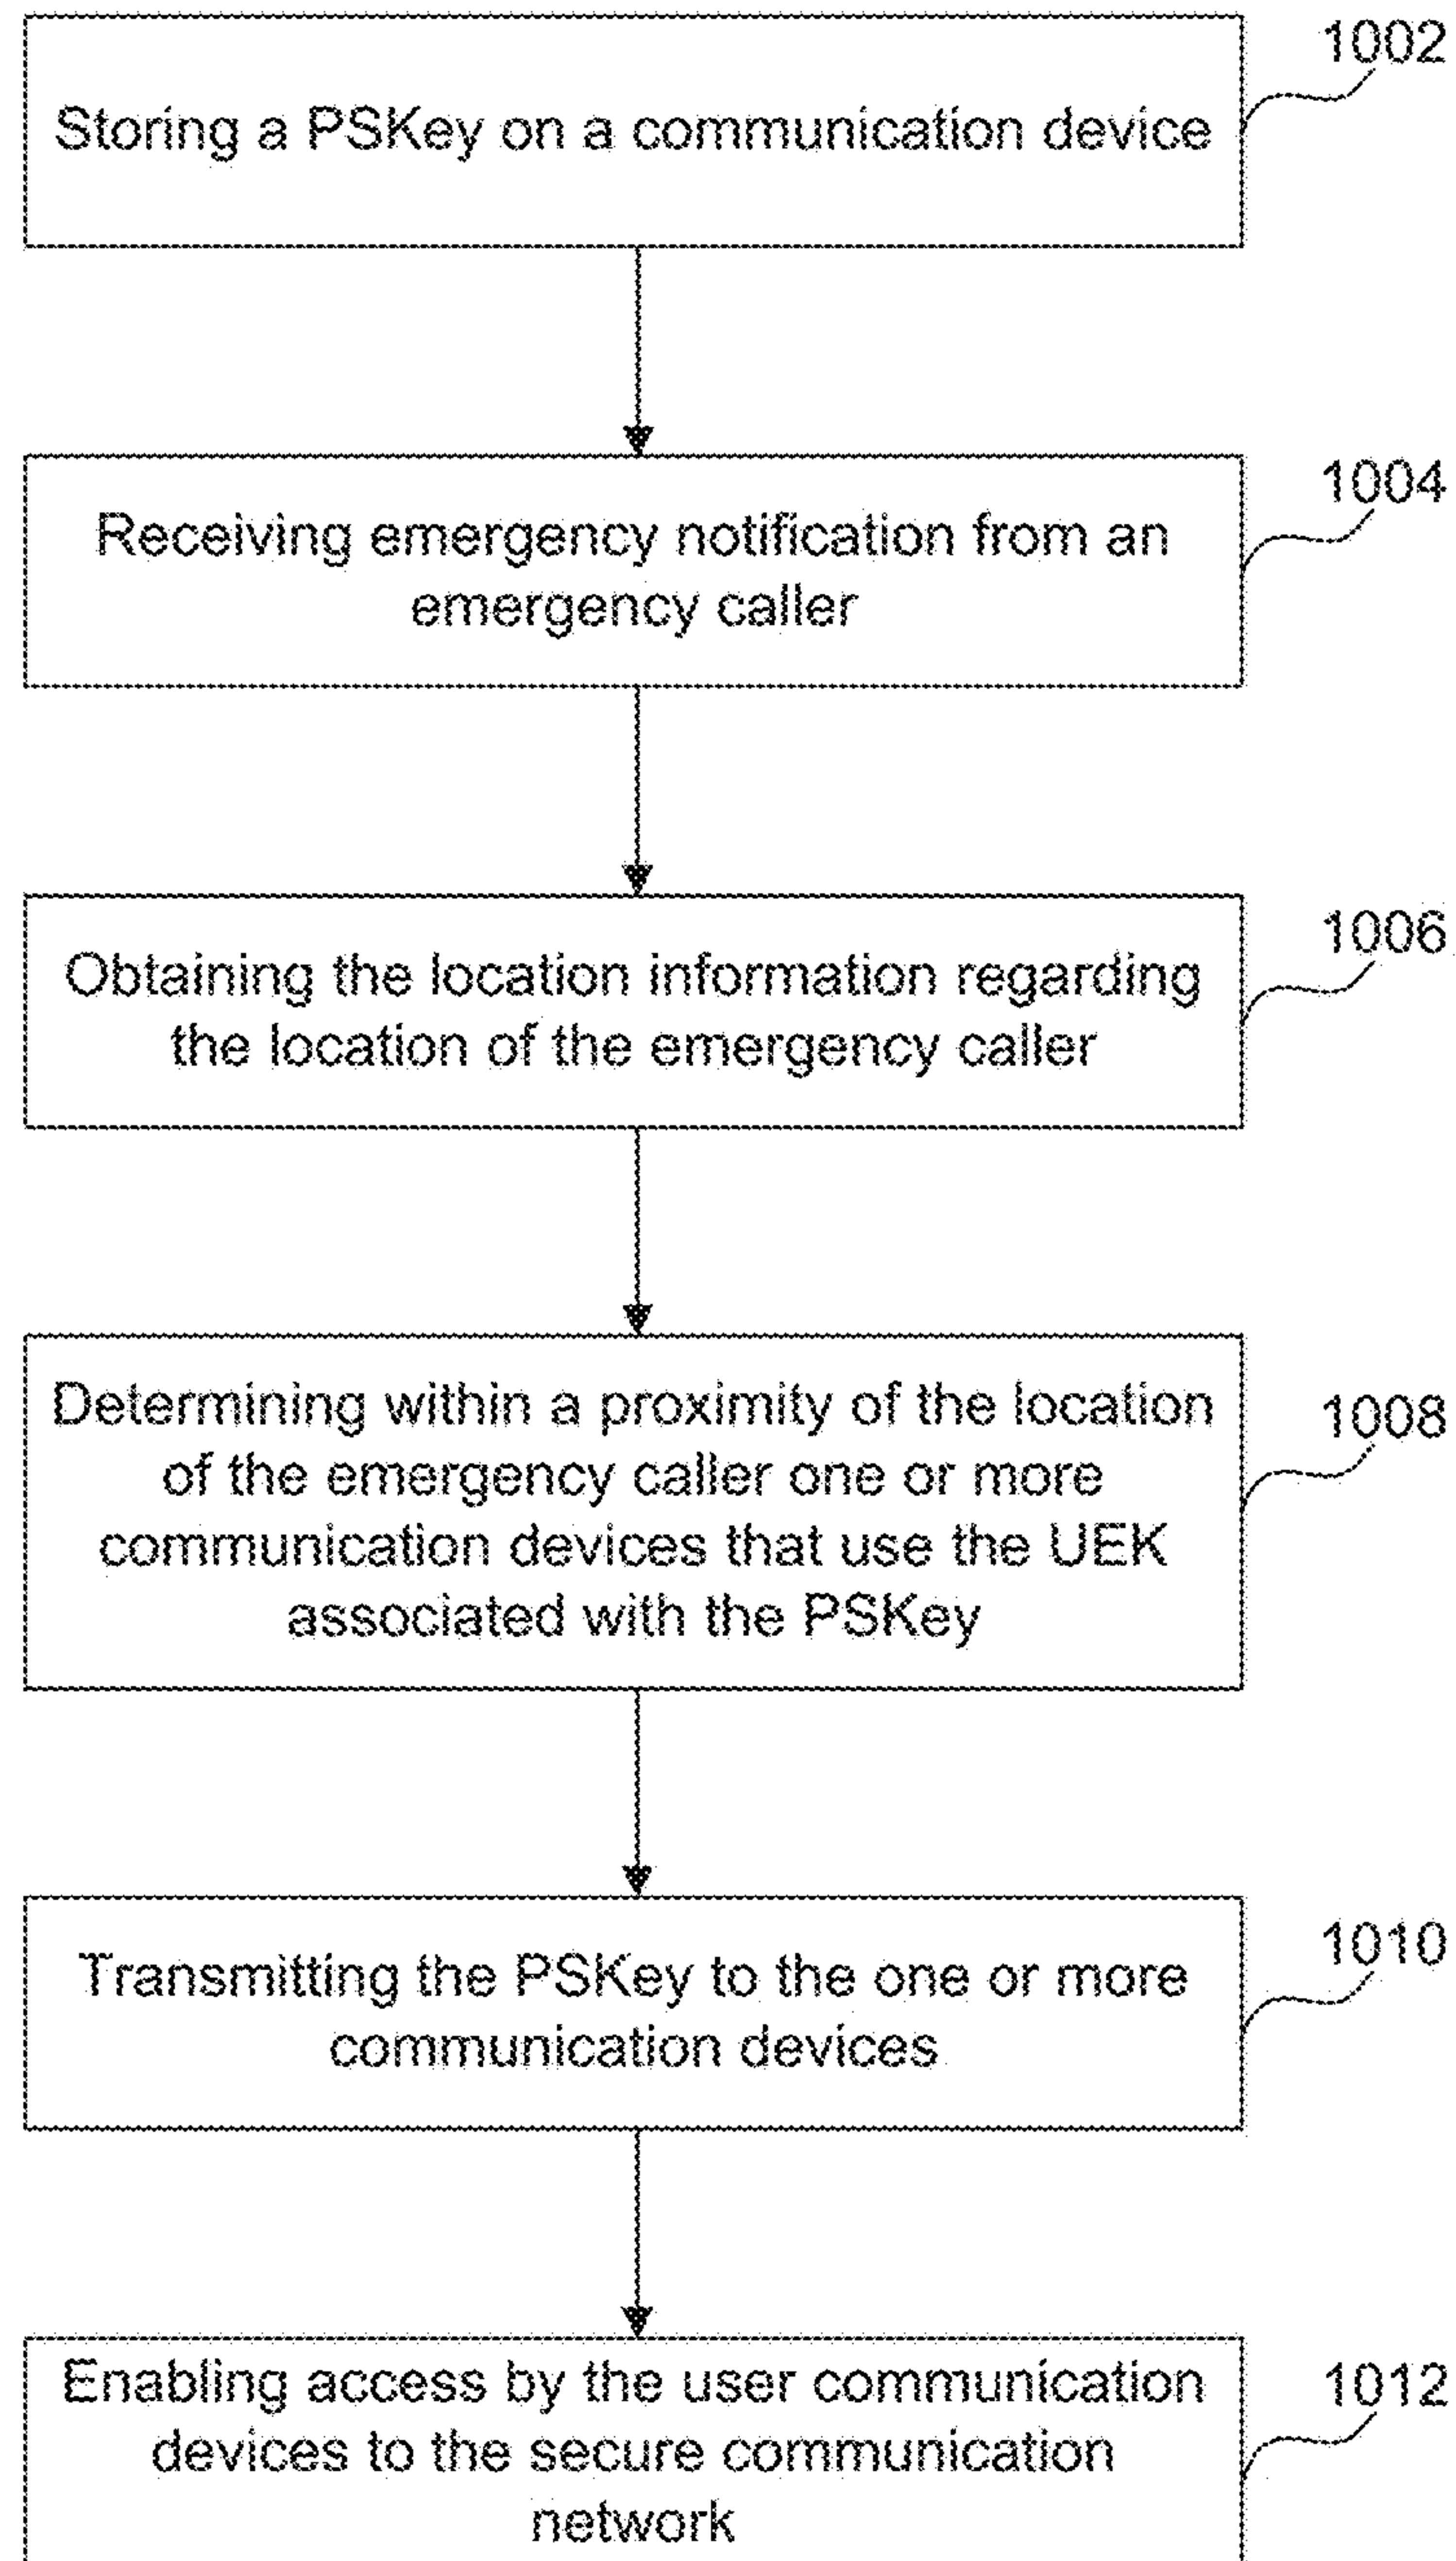 1002
Storing a PSKey on a communication device
1004
Receiving emergency notification from an
emergency caller
1006
Obtaining the location information regarding
the location of the emergency caller
Determining within a proximity of the location
1008
of the emergency caller one or more
communication devices that use the UEK
associated with the PSKey
1010
Transmitting the PSKey to the one or more
communication devices
Enabling access by the user communication
1012
devices to the secure communication
network